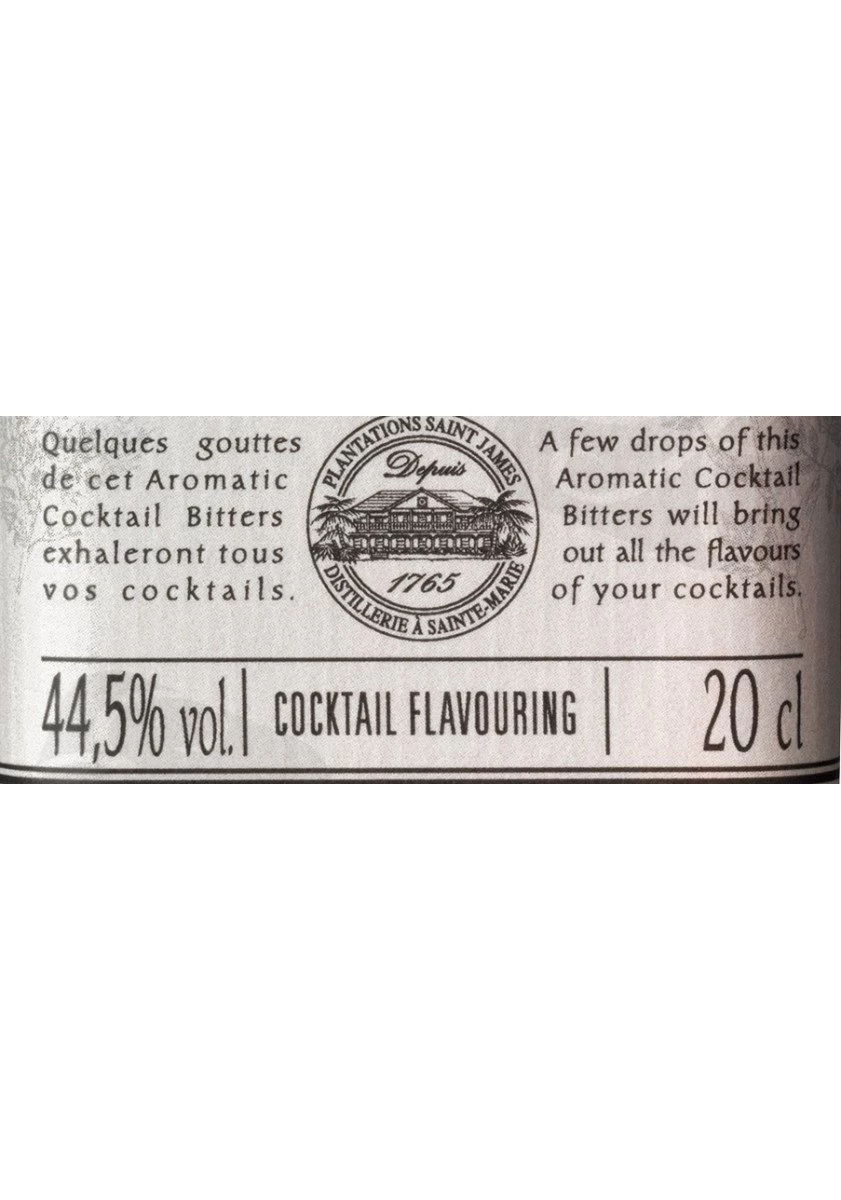 Quelques gouttes
de cet Aromatic
Cocktail Bitters
exhaleront tous
vos cocktails.
PLANTATIONS SAINT JAMES
Depuis
1765
DISTILLERIE À SAINTE-MARIE
A few drops of this
Aromatic Cocktail
Bitters will bring
out all the flavours
of your cocktails.
44,5% vol. COCKTAIL FLAVOURING 20 cl